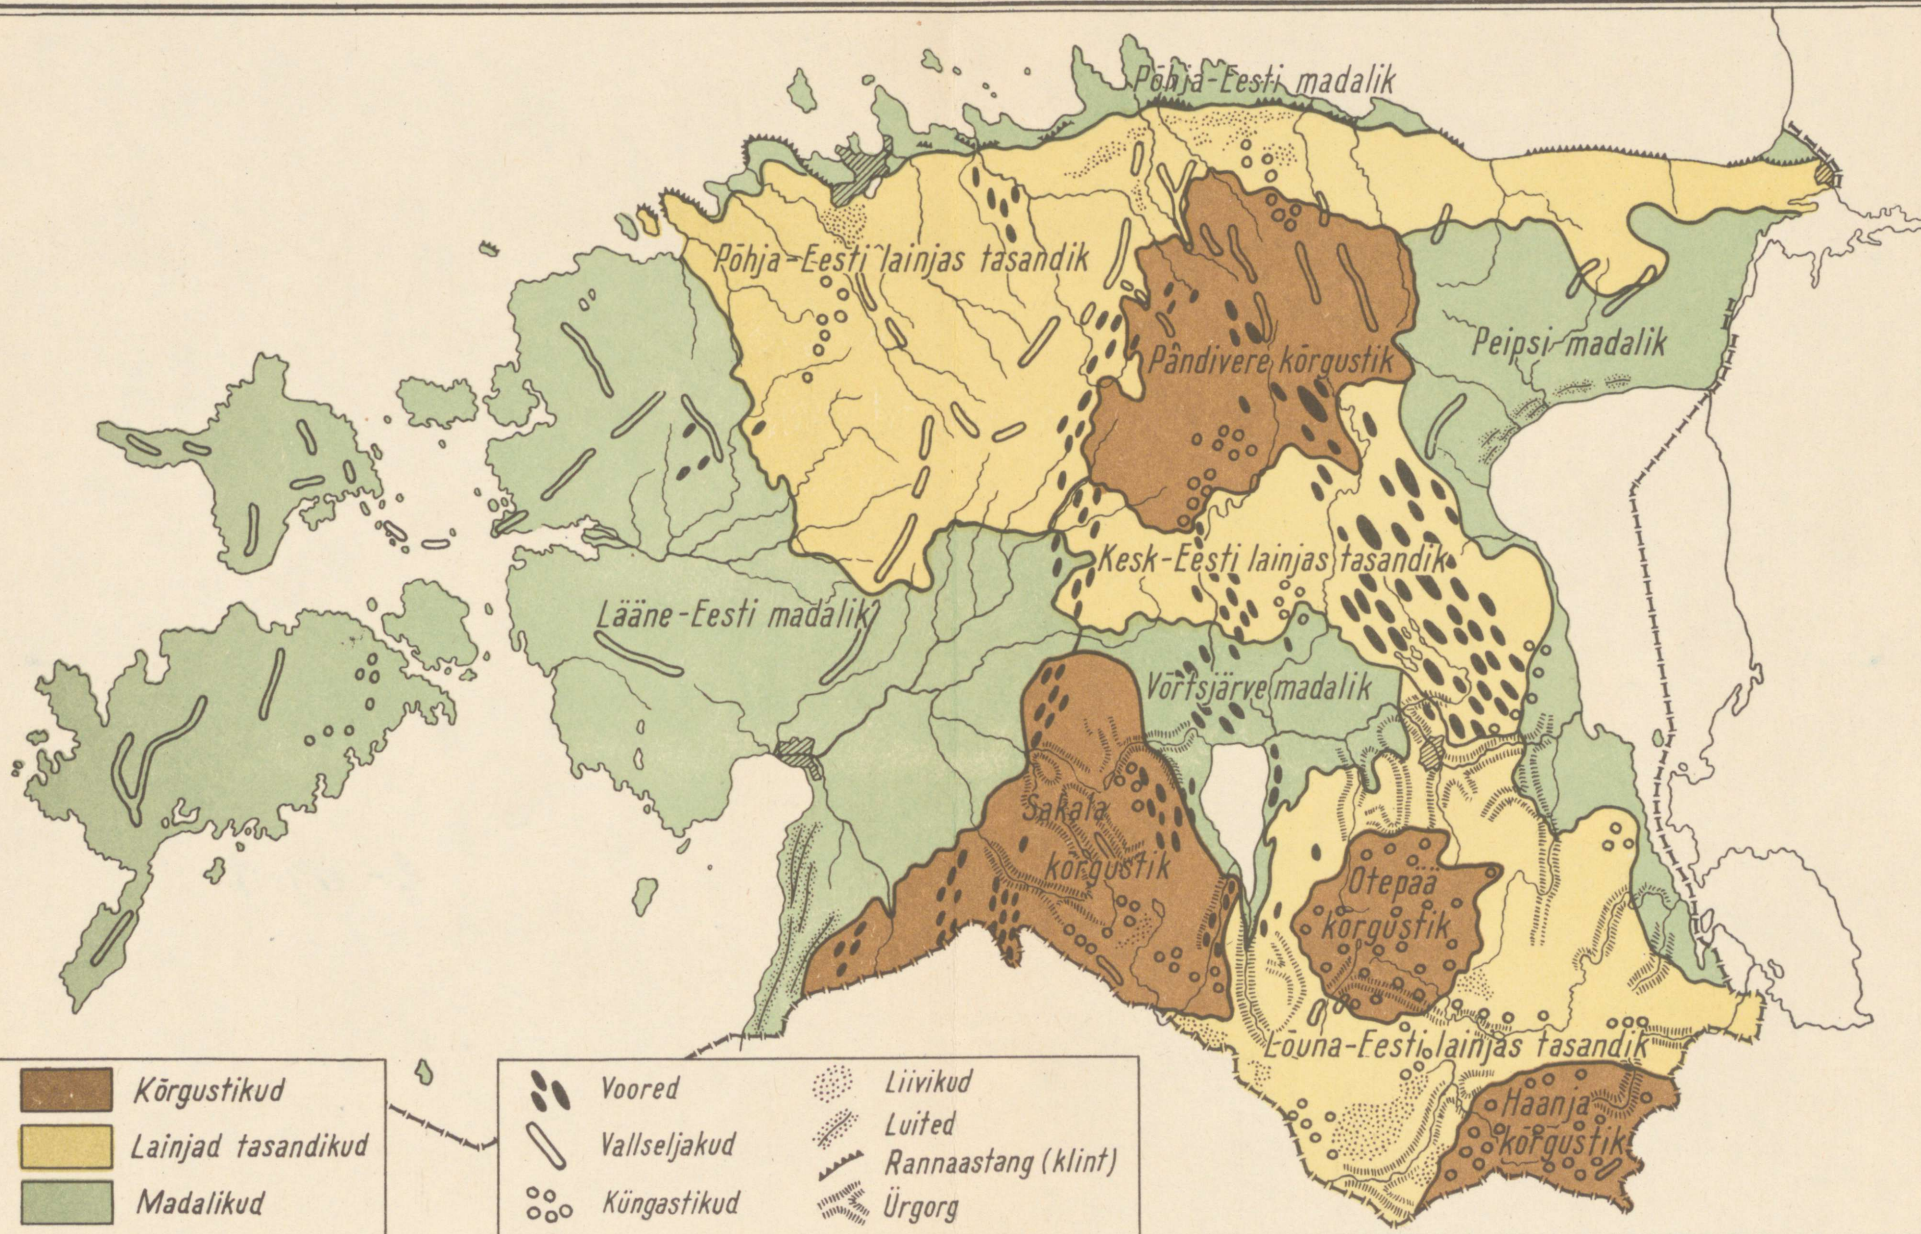 Põhja-Eesti madalik
Põhja-Eesti lainjas tasandik
Peipsi madalik
Pandivere kõrgustik
Kesk-Eesti lainjas tasandik
Lääne-Eesti madalik
Võrtsjärve madalik
Sakala
kõrgustik
Otepää
kõrgustik
Lõuna-Eesti lainjas tasandik
Haanja
kõrgustik
Kõrgustikud
Lainjad tasandikud
Madalikud
Voored
Vallseljakud
Küngastikud
Liivikud
Luited
Rannaastang (klint)
Ürgorg